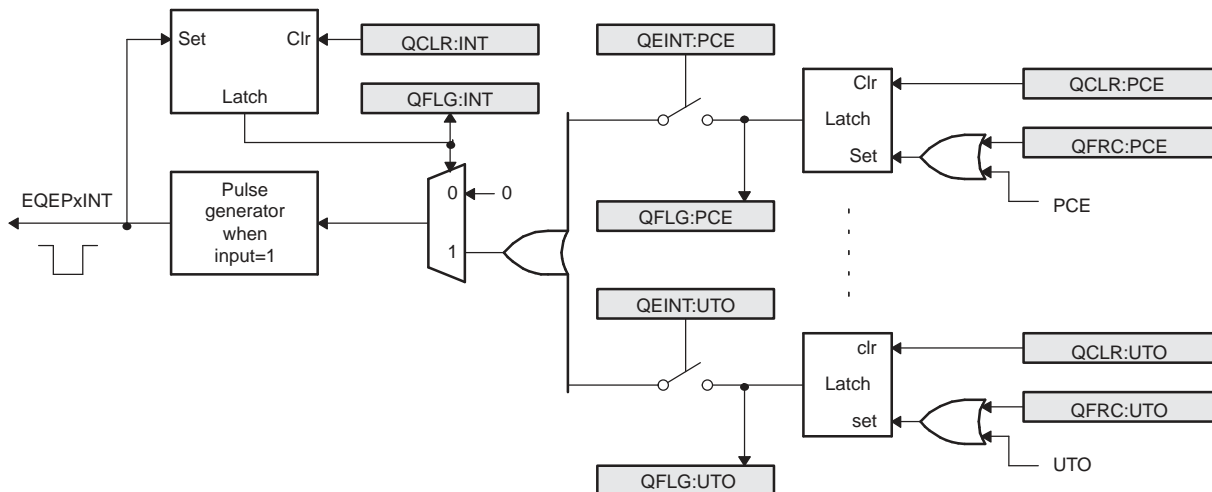 Set
Clr
Latch
QCLR:INT
QFLG:INT
EQEPxINT
Pulse
generator
when
input=1
0
0
1
QEINT:PCE
QFLG:PCE
Clr
Latch
Set
QCLR:PCE
QFRC:PCE
PCE
QEINT:UTO
QFLG:UTO
clr
Latch
set
QCLR:UTO
QFRC:UTO
UTO